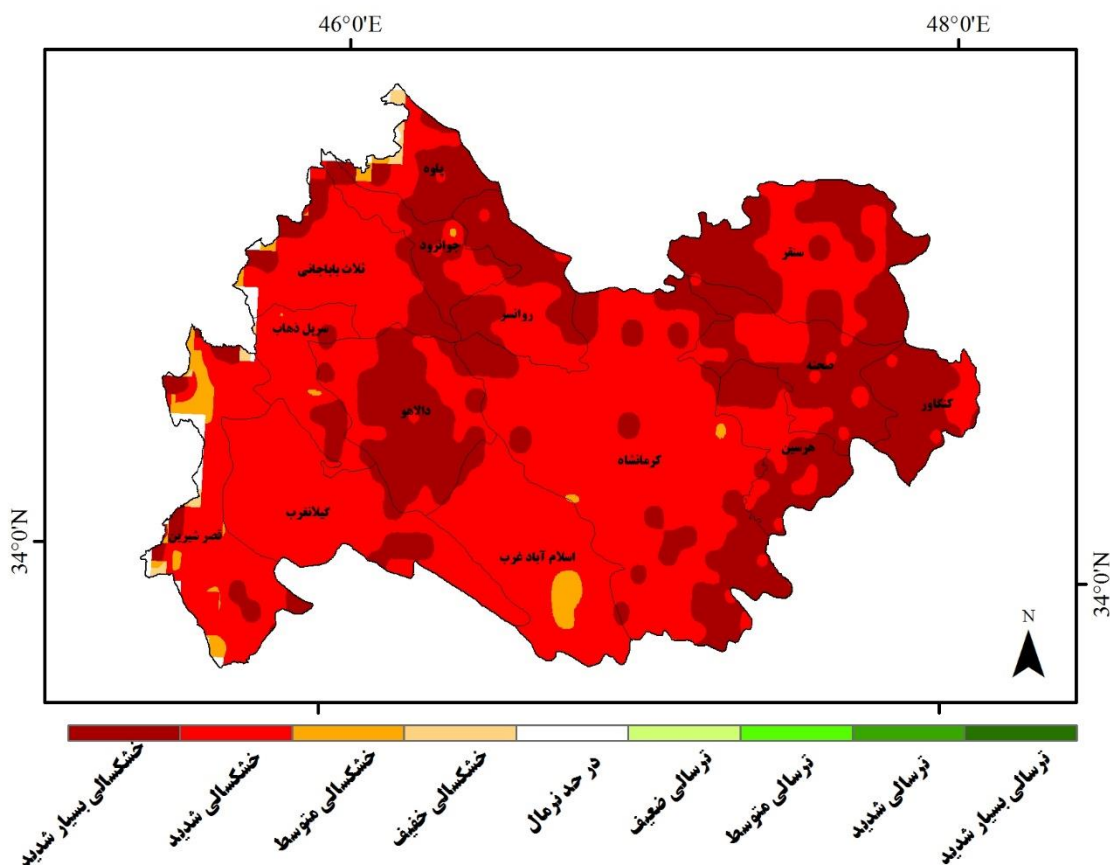 46°0'E
48°0'E
پاوه
جوانرود
سنقر
ثلاث باباجانی
روانسر
سرپل ذهاب
صحنه
دالاهو
کنگاور
هرسین
کرمانشاه
گیلانغرب
قصر شیرین
اسلام آباد غرب
34°0'N
34°0'N
N
خشکسالی بسیار شدید
خشکسالی شدید
خشکسالی متوسط
خشکسالی خفیف
در حد نرمال
ترسالی ضعیف
ترسالی متوسط
ترسالی شدید
ترسالی بسیار شدید